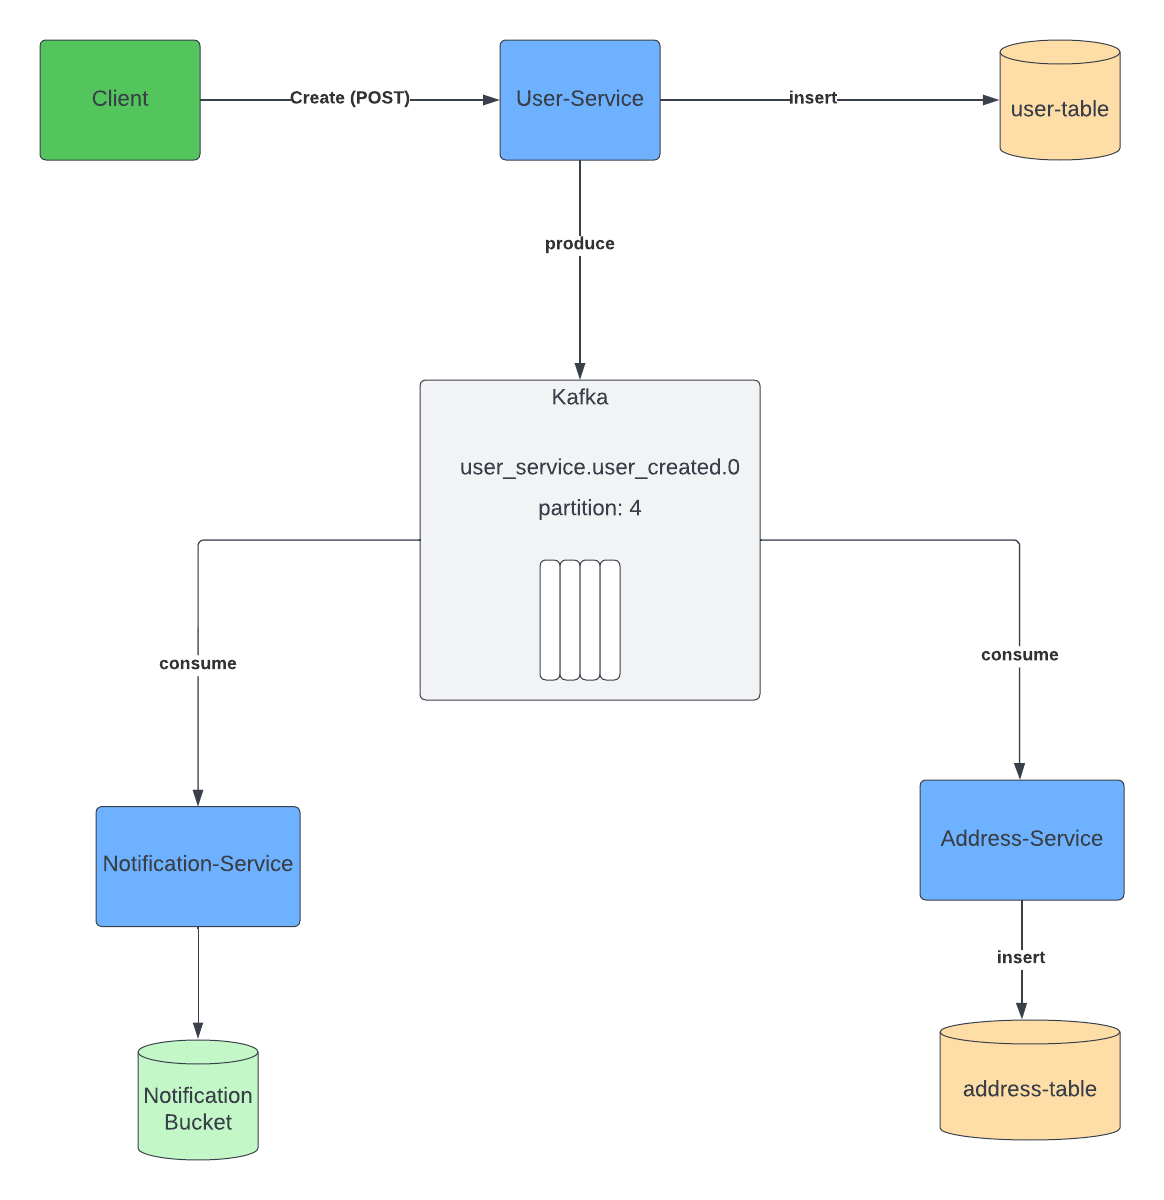 Client
Create (POST)
User-Service
insert
user-table
produce
Kafka
user_service.user_created.0
partition: 4
consume
consume
Notification-Service
Address-Service
insert
Notification
Bucket
address-table